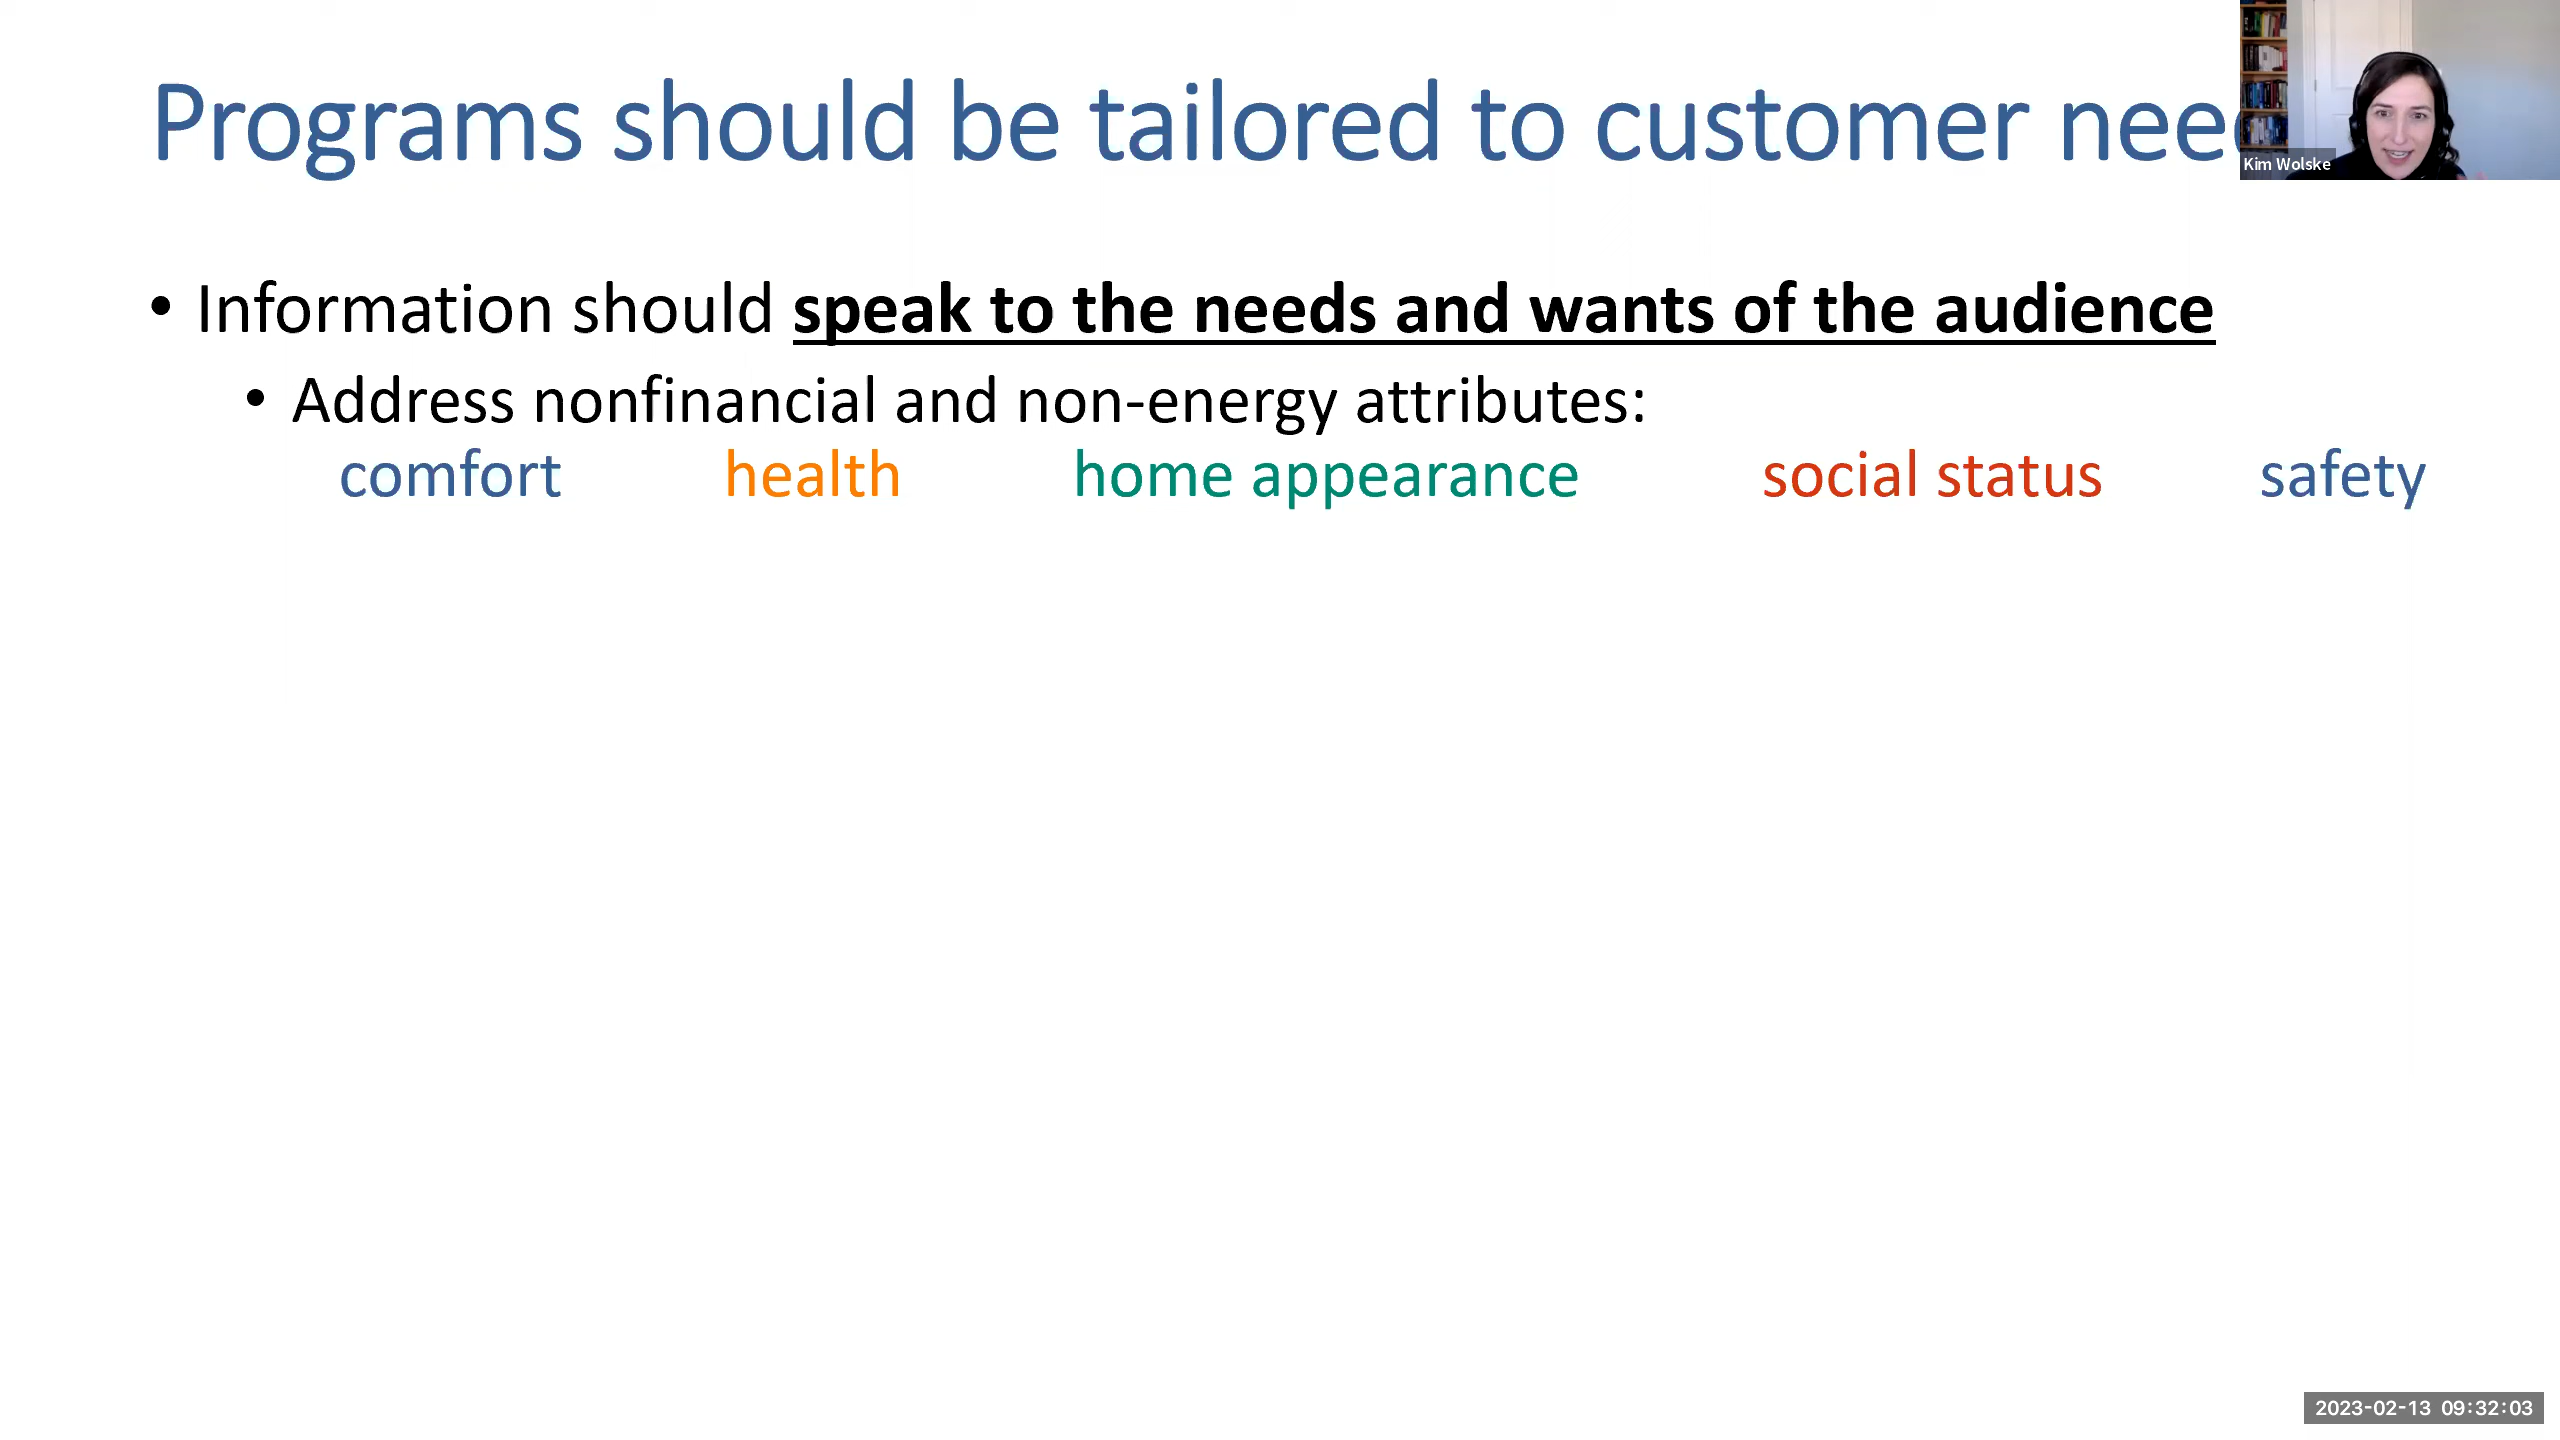 Programs should be tailored to customer
Kim Wolske
• Information should speak to the needs and wants of the audience
• Address nonfinancial and non-energy attributes:
comfort health home appearance social status safety
2023-02-13 09:32:03